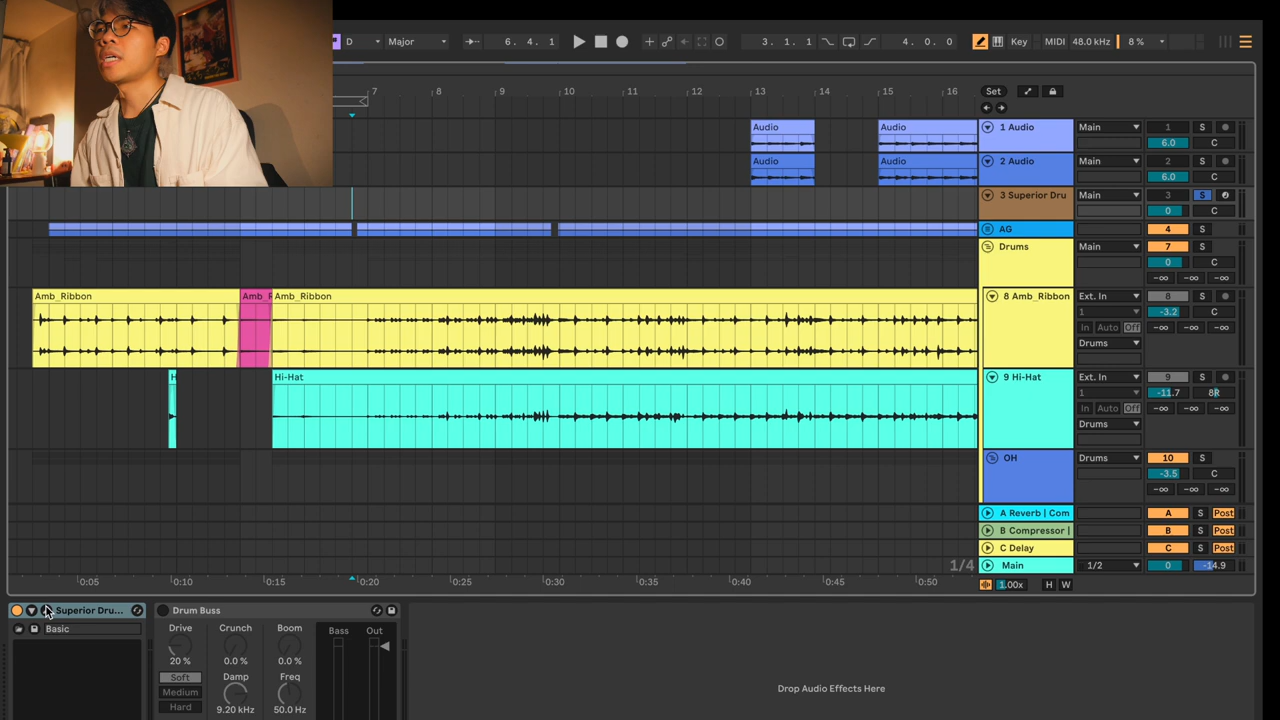 D Major 6. 4. 1 3. 1. 1 4. 0. 0 Key MIDI 48.0 kHz 8 %
7 8 9 10 11 12 13 14 15 16 Set
Audio Audio 1 Audio Main 1 S
6.0 C
Audio Audio 2 Audio Main 2 S
6.0 C
3 Superior Dru Main 3 S
0 C
AG 4 S
Drums Main 7 S
0 C
-∞ -∞ -∞
Amb_Ribbon Amb_R Amb_Ribbon 8 Amb_Ribbon Ext. In 8 S
1 -3.2 C
In Auto Off -∞ -∞
Drums
H Hi-Hat 9 Hi-Hat Ext. In 9 S
1 -11.7 8R
In Auto Off -∞ -∞ -∞
Drums
OH Drums 10 S
-3.5 C
-∞ -∞ -∞
A Reverb | Com A S Post
B Compressor | B S Post
C Delay C S Post
1/4 Main 1/2 0 -14.9
0:05 0:10 0:15 0:20 0:25 0:30 0:35 0:40 0:45 0:50 1.00x H W
Superior Dru... Drum Buss
Basic Drive Crunch Boom Bass Out
20 % 0.0 % 0.0 %
Soft Damp Freq
Medium
Hard 9.20 kHz 50.0 Hz
Drop Audio Effects Here